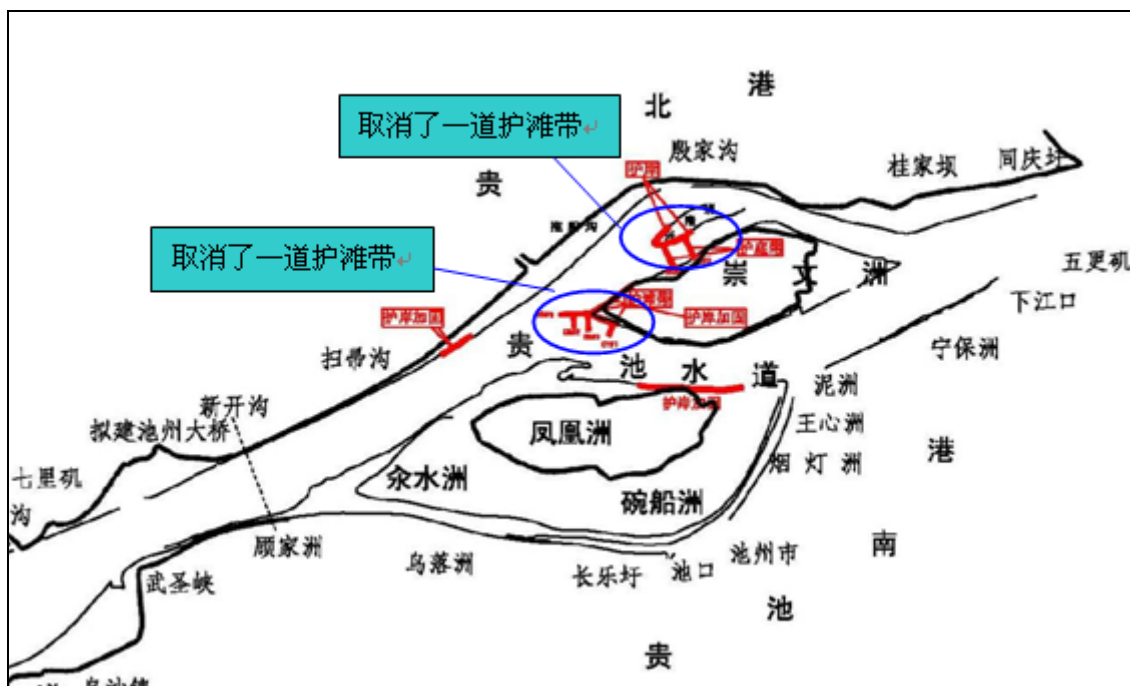 港
北
取消了一道护滩带
殷家沟
桂家坝
同庆圩
贵
护岸
取消了一道护滩带
崇文洲
五更矶
下江口
护岸加固
护岸加固
贵池水道
宁保洲
扫帚沟
泥洲
护岸加固
新开沟
王心洲
拟建池州大桥
凤凰洲
烟灯洲
港
七里矶
汆水洲
碗船洲
沟
顾家洲
池州市
南
乌落洲
池口
武圣峡
长乐圩
池
贵